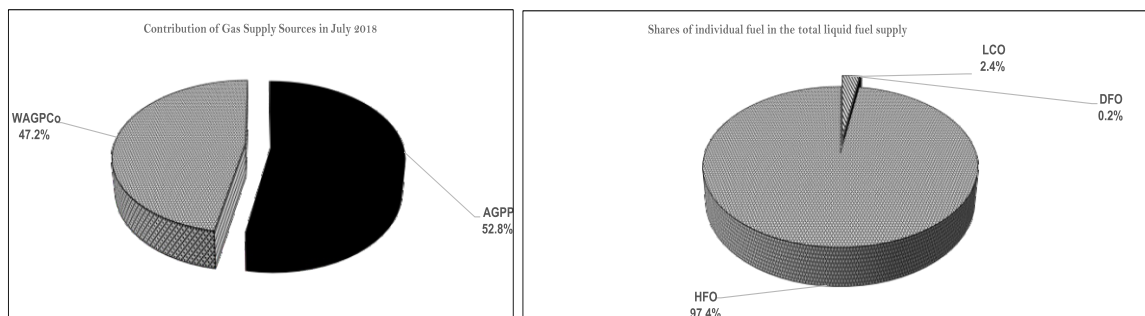 Contribution of Gas Supply Sources in July 2018
WAGPCo
47.2%
AGPP
52.8%
Shares of individual fuel in the total liquid fuel supply
LCO
2.4%
DFO
0.2%
HFO
97.4%